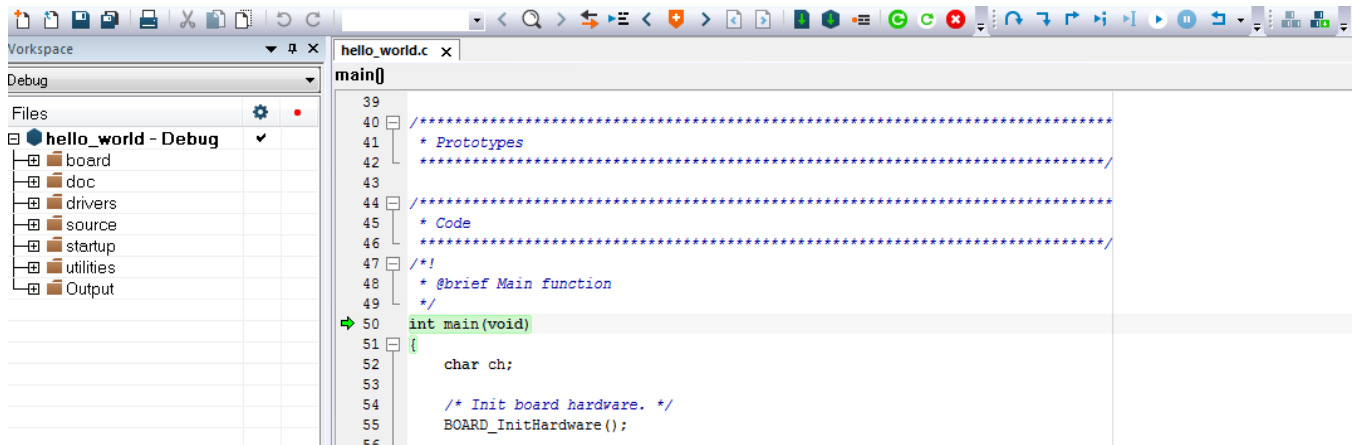 Vorkspace
Debug
Files
hello_world - Debug
board
doc
drivers
source
startup
utilities
Output
hello_world.c
main()
39
40 /******************************************************************************
41 * Prototypes
42 ******************************************************************************/
43
44 /******************************************************************************
45 * Code
46 ******************************************************************************/
47 /*!
48 * @brief Main function
49 */
50 int main(void)
51 {
52 char ch;
53
54 /* Init board hardware. */
55 BOARD_InitHardware();